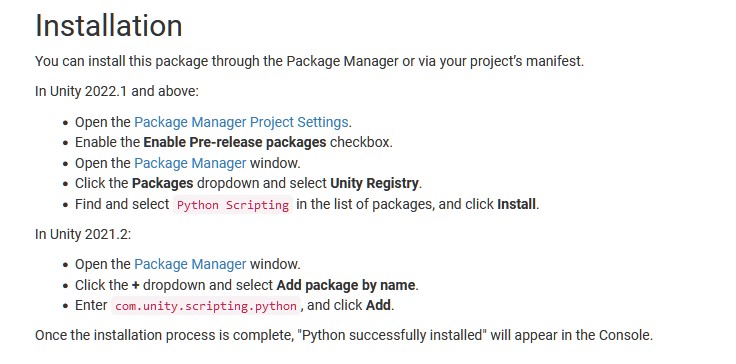 Installation
You can install this package through the Package Manager or via your project's manifest.
In Unity 2022.1 and above:
• Open the Package Manager Project Settings.
• Enable the Enable Pre-release packages checkbox.
• Open the Package Manager window.
• Click the Packages dropdown and select Unity Registry.
• Find and select Python Scripting in the list of packages, and click Install.
In Unity 2021.2:
• Open the Package Manager window.
• Click the + dropdown and select Add package by name.
• Enter com.unity.scripting.python , and click Add.
Once the installation process is complete, "Python successfully installed" will appear in the Console.